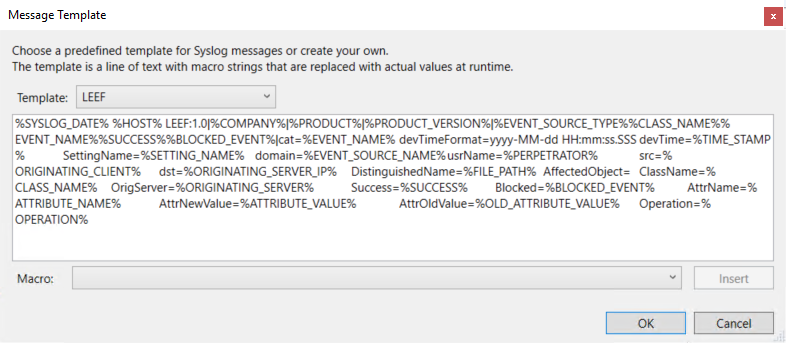 Message Template
x
Choose a predefined template for Syslog messages or create your own.
The template is a line of text with macro strings that are replaced with actual values at runtime.
Template: LEEF
%SYSLOG_DATE% %HOST% LEEF:1.0|%COMPANY%|%PRODUCT%|%PRODUCT_VERSION%|%EVENT_SOURCE_TYPE%%CLASS_NAME%%
EVENT_NAME%%SUCCESS%%BLOCKED_EVENT%|cat=%EVENT_NAME% devTimeFormat=yyyy-MM-dd HH:mm:ss.SSS devTime=%TIME_STAMP
% SettingName=%SETTING_NAME% domain=%EVENT_SOURCE_NAME%usrName=%PERPETRATOR% src=%
ORIGINATING_CLIENT% dst=%ORIGINATING_SERVER_IP% DistinguishedName=%FILE_PATH% AffectedObject= ClassName=%
CLASS_NAME% OrigServer=%ORIGINATING_SERVER% Success=%SUCCESS% Blocked=%BLOCKED_EVENT% AttrName=%
ATTRIBUTE_NAME% AttrNewValue=%ATTRIBUTE_VALUE% AttrOldValue=%OLD_ATTRIBUTE_VALUE% Operation=%
OPERATION%
Macro:
Insert
OK
Cancel